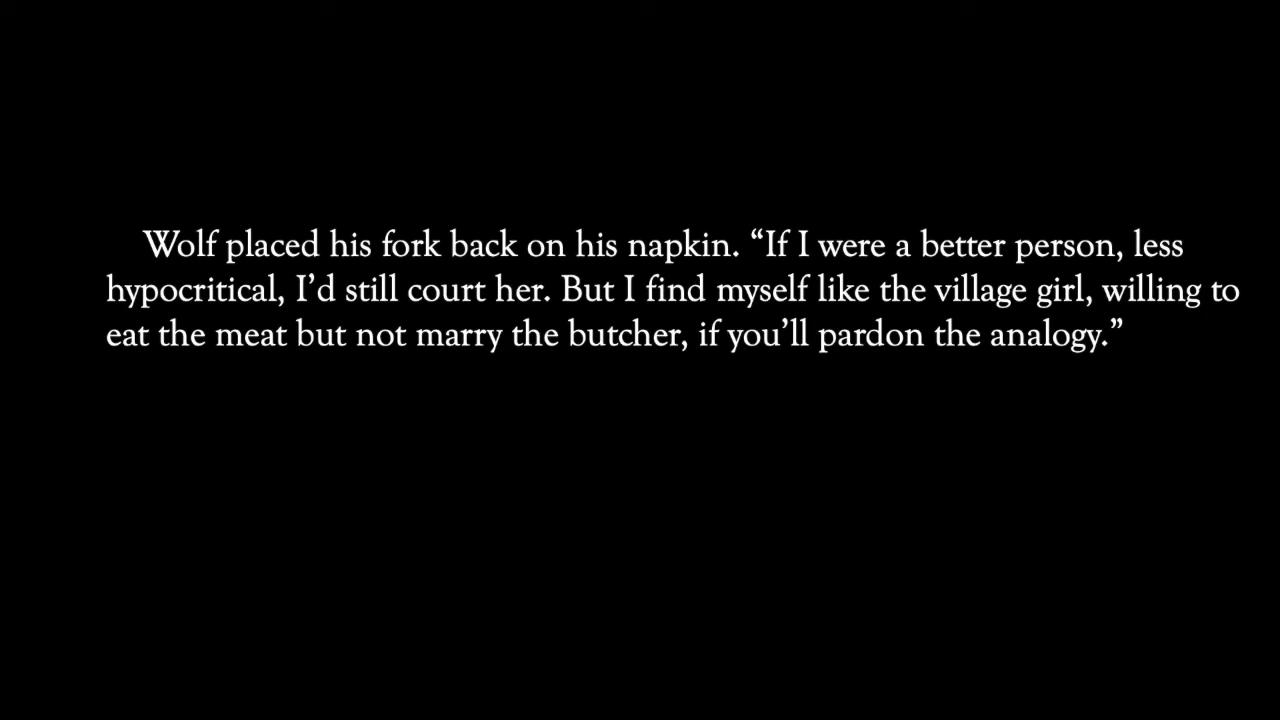 Wolf placed his fork back on his napkin. “If I were a better person, less
hypocritical, I’d still court her. But I find myself like the village girl, willing to
eat the meat but not marry the butcher, if you’ll pardon the analogy.”